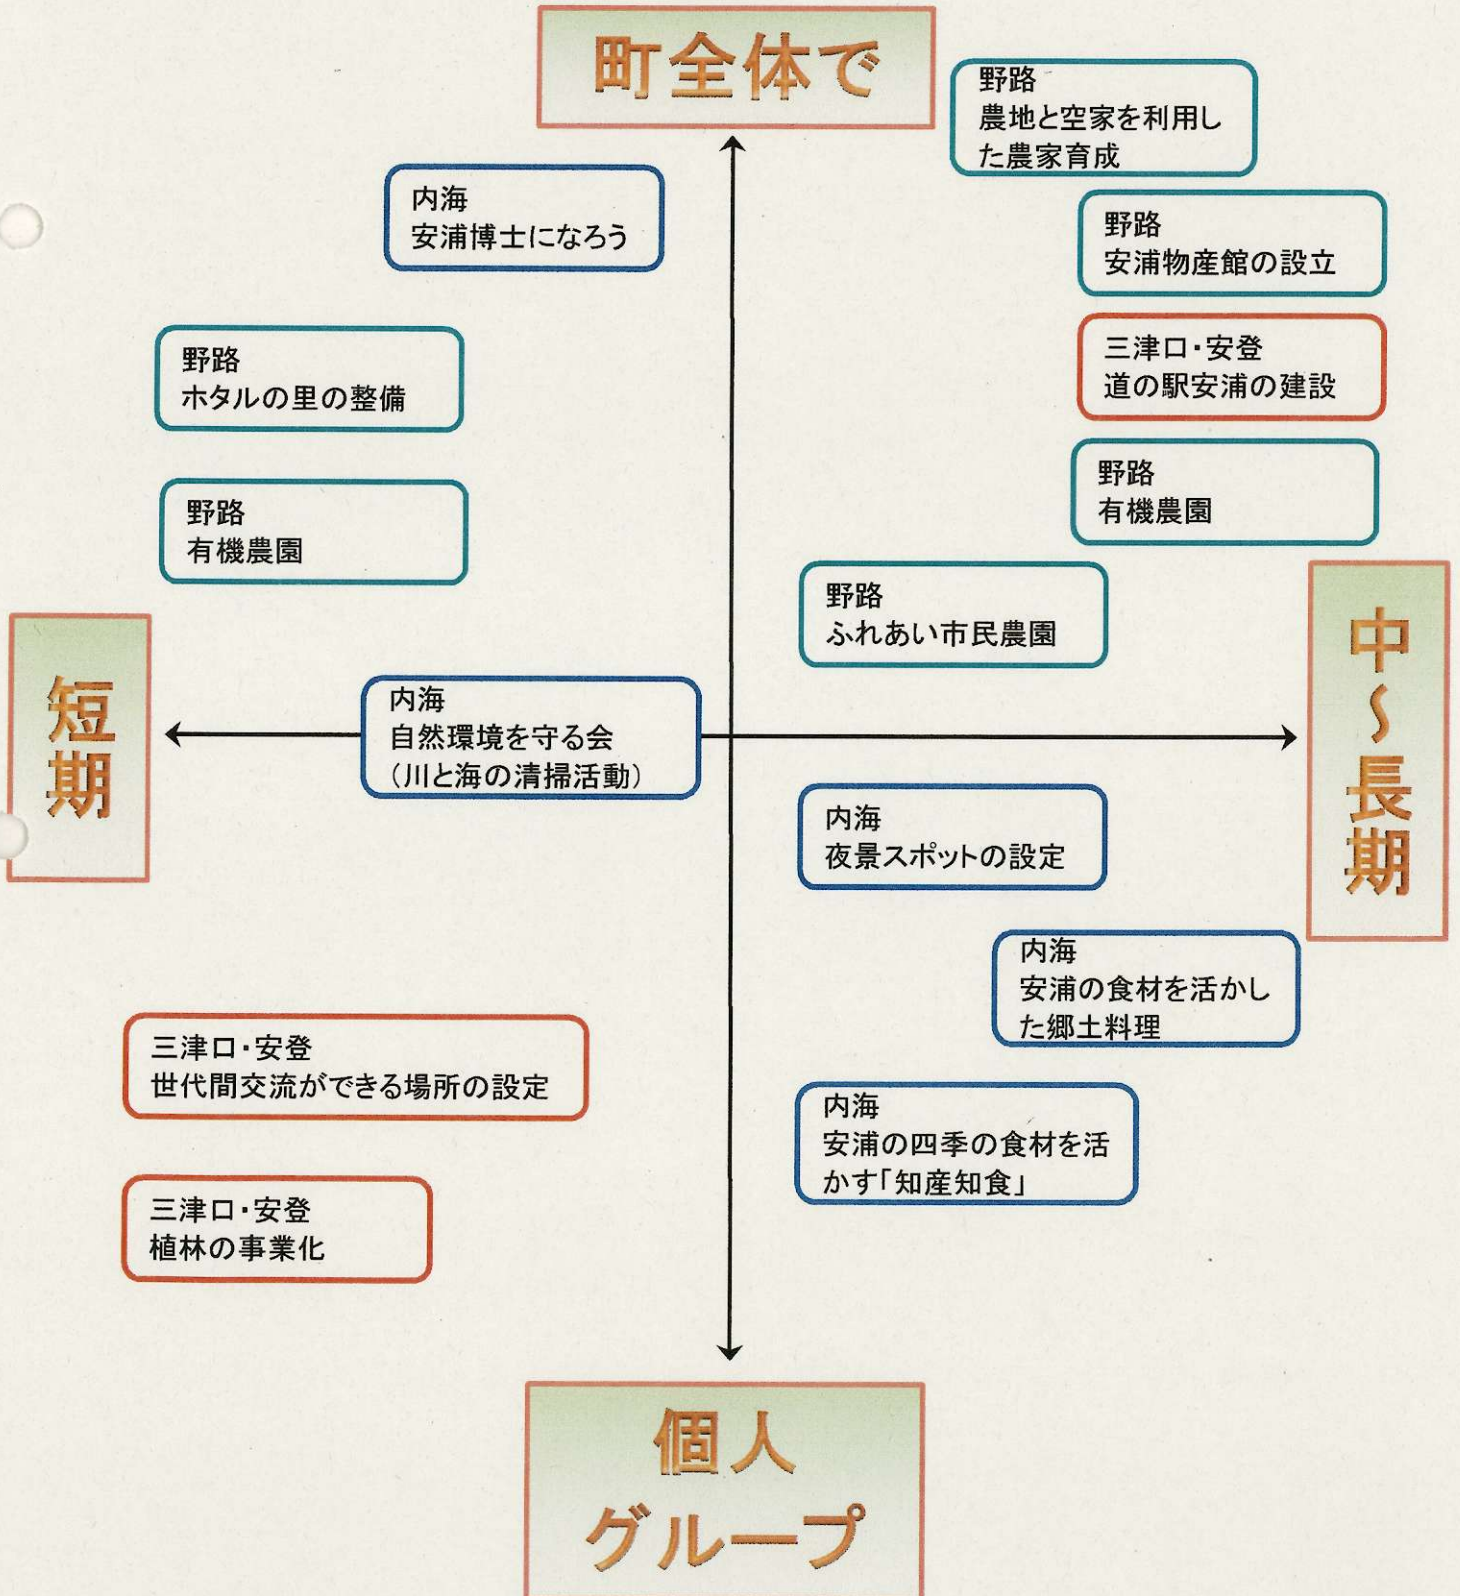 町全体で
野路
農地と空家を利用し
た農家育成
内海
安浦博士になろう
野路
安浦物産館の設立
野路
ホタルの里の整備
三津口・安登
道の駅安浦の建設
野路
有機農園
野路
有機農園
野路
ふれあい市民農園
短期
中～長期
内海
自然環境を守る会
（川と海の清掃活動）
内海
夜景スポットの設定
内海
安浦の食材を活かし
た郷土料理
三津口・安登
世代間交流ができる場所の設定
内海
安浦の四季の食材を活
かす「知産知食」
三津口・安登
植林の事業化
個人
グループ